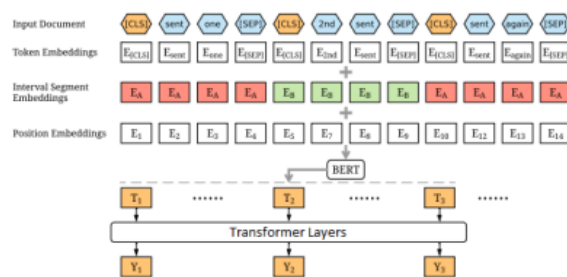 Input Document [CLS] sent one [SEP] [CLS] 2nd sent [SEP] [CLS] sent again [SEP]
Token Embeddings E[CLS] Esent Eone E[SEP] E[CLS] E2nd Esent E[SEP] E[CLS] Esent Eagain E[SEP]
+
Interval Segment
Embeddings EA EA EA EA EB EB EB EB EA EA EA EA
+
Position Embeddings E1 E2 E3 E4 E5 E7 E8 E9 E10 E12 E13 E14
BERT
T1 ...... T2 ...... T3 ......
Transformer Layers
Y1 Y2 Y3